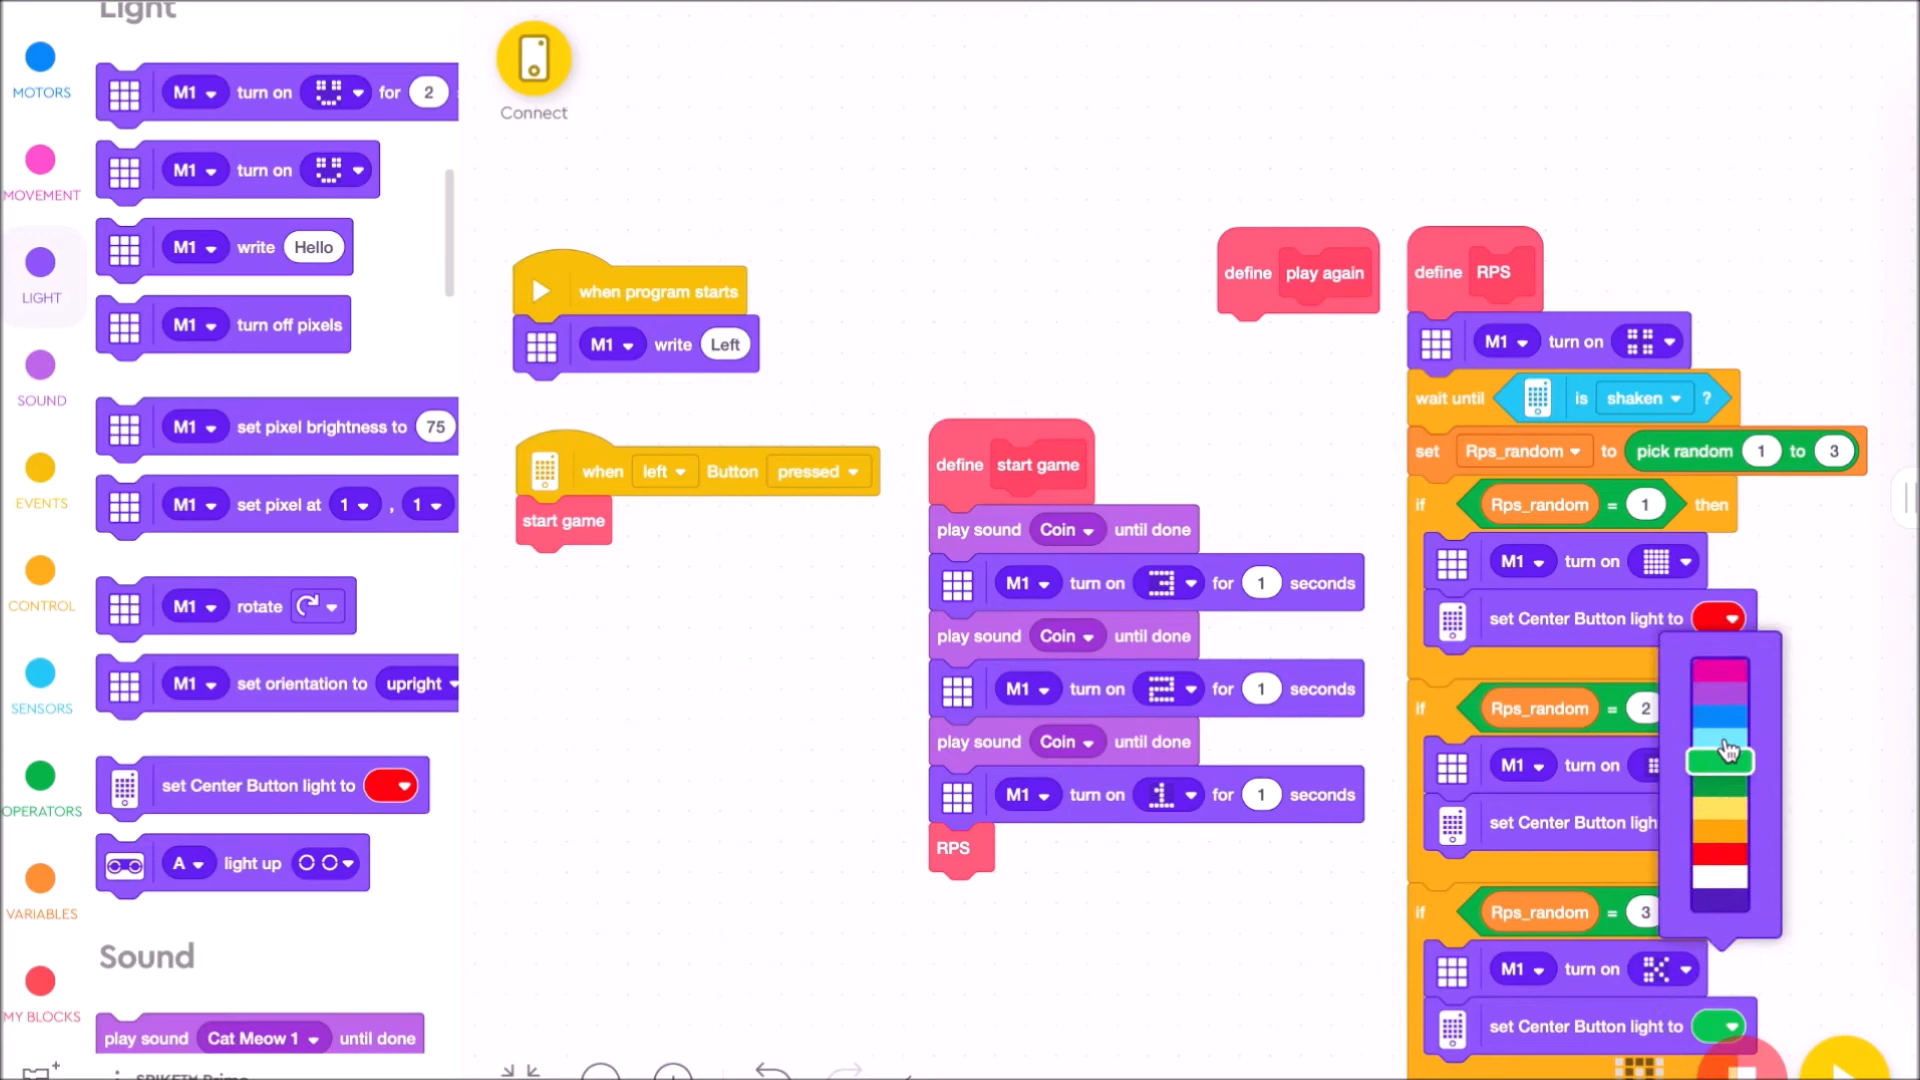 Light
MOTORS
MOVEMENT
LIGHT
SOUND
EVENTS
CONTROL
SENSORS
OPERATORS
VARIABLES
MY BLOCKS
M1 turn on for 2
M1 turn on
M1 write Hello
M1 turn off pixels
M1 set pixel brightness to 75
M1 set pixel at 1 , 1
M1 rotate
M1 set orientation to upright
set Center Button light to
A light up
Sound
play sound Cat Meow 1 until done
Connect
when program starts
M1 write Left
when left Button pressed
start game
define start game
play sound Coin until done
M1 turn on for 1 seconds
play sound Coin until done
M1 turn on for 1 seconds
play sound Coin until done
M1 turn on for 1 seconds
RPS
define play again
define RPS
M1 turn on
wait until is shaken ?
set Rps_random to pick random 1 to 3
if Rps_random = 1 then
M1 turn on
set Center Button light to
if Rps_random = 2
M1 turn on
set Center Button ligh
if Rps_random = 3
M1 turn on
set Center Button light to